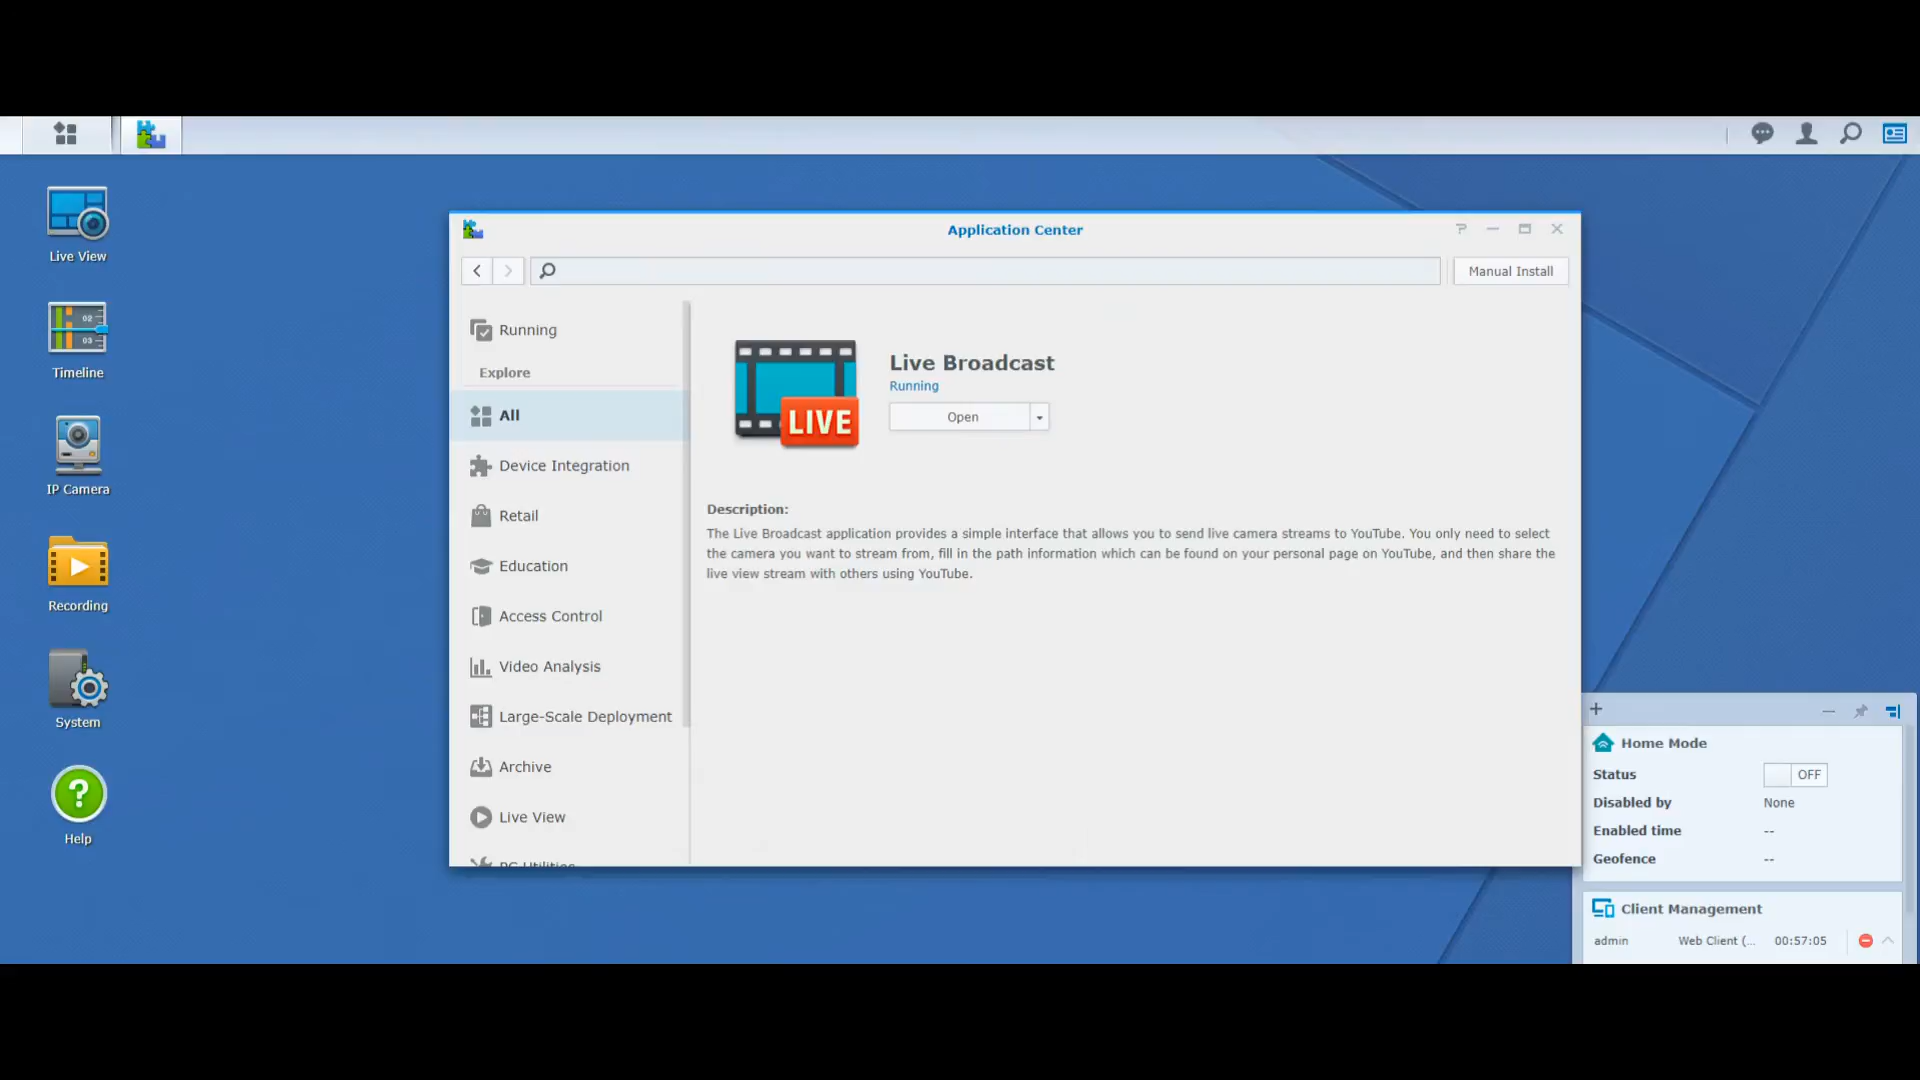 Live View
Timeline
IP Camera
Recording
System
Help
Application Center
Manual Install
Running
Explore
All
Device Integration
Retail
Education
Access Control
Video Analysis
Large-Scale Deployment
Archive
Live View
PC Utilities
LIVE
Live Broadcast
Running
Open
Description:
The Live Broadcast application provides a simple interface that allows you to send live camera streams to YouTube. You only need to select
the camera you want to stream from, fill in the path information which can be found on your personal page on YouTube, and then share the
live view stream with others using YouTube.
Home Mode
Status OFF
Disabled by None
Enabled time --
Geofence --
Client Management
admin Web Client (... 00:57:05